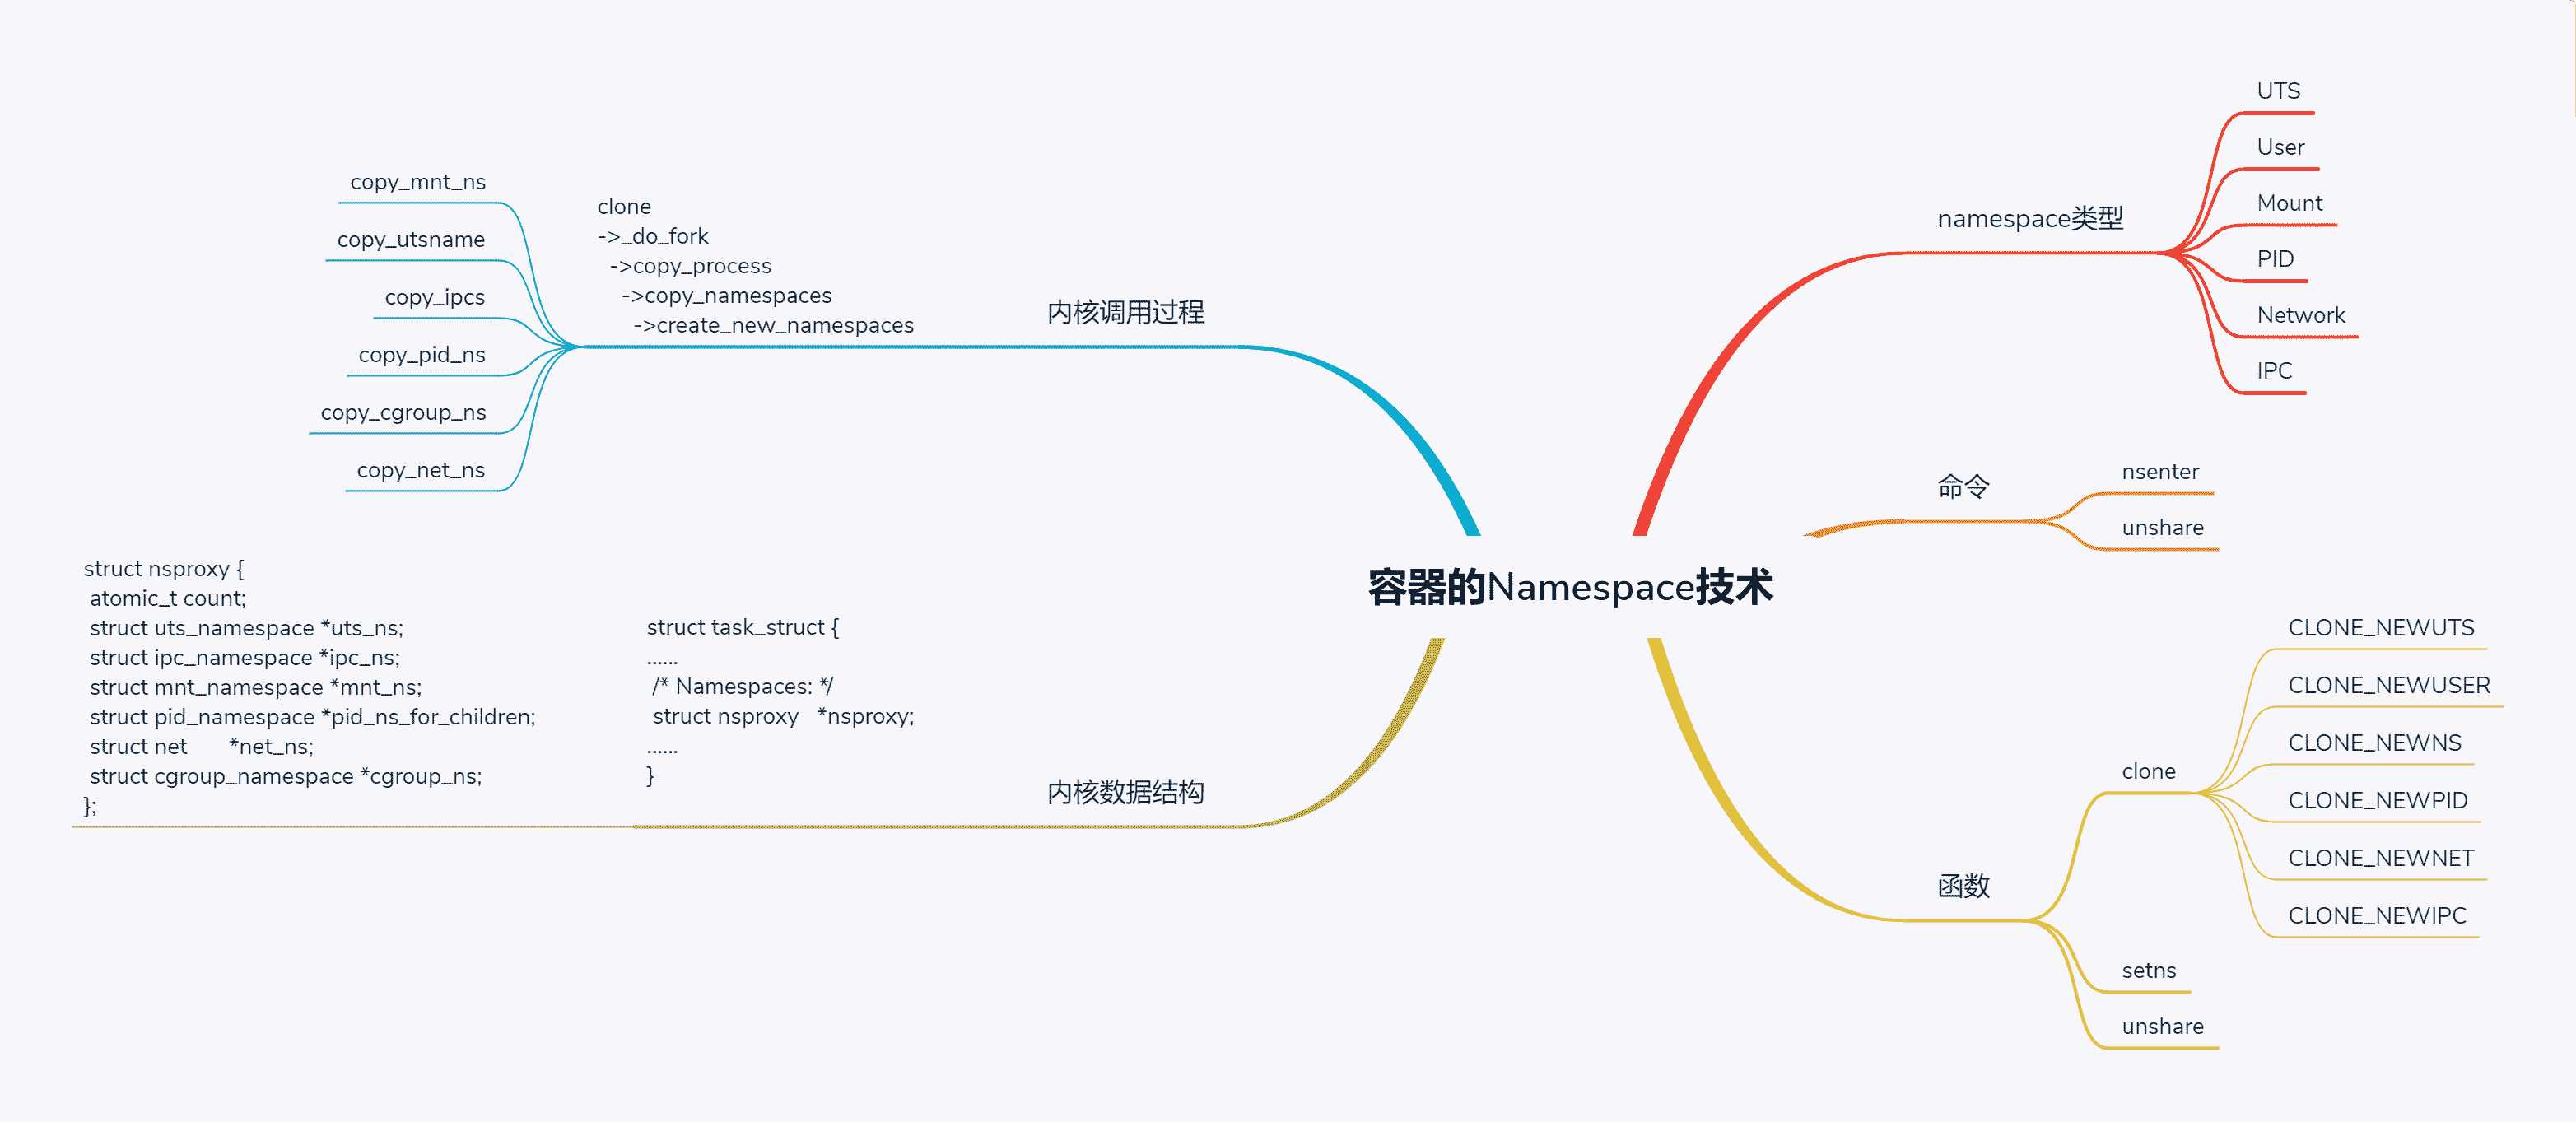 容器的Namespace技术
namespace类型
UTS
User
Mount
PID
Network
IPC
命令
nsenter
unshare
函数
clone
CLONE_NEWUTS
CLONE_NEWUSER
CLONE_NEWNS
CLONE_NEWPID
CLONE_NEWNET
CLONE_NEWIPC
setns
unshare
内核调用过程
clone
->_do_fork
->copy_process
->copy_namespaces
->create_new_namespaces
copy_mnt_ns
copy_utsname
copy_ipcs
copy_pid_ns
copy_cgroup_ns
copy_net_ns
内核数据结构
struct task_struct {
......
/* Namespaces: */
struct nsproxy *nsproxy;
......
}
struct nsproxy {
atomic_t count;
struct uts_namespace *uts_ns;
struct ipc_namespace *ipc_ns;
struct mnt_namespace *mnt_ns;
struct pid_namespace *pid_ns_for_children;
struct net *net_ns;
struct cgroup_namespace *cgroup_ns;
};